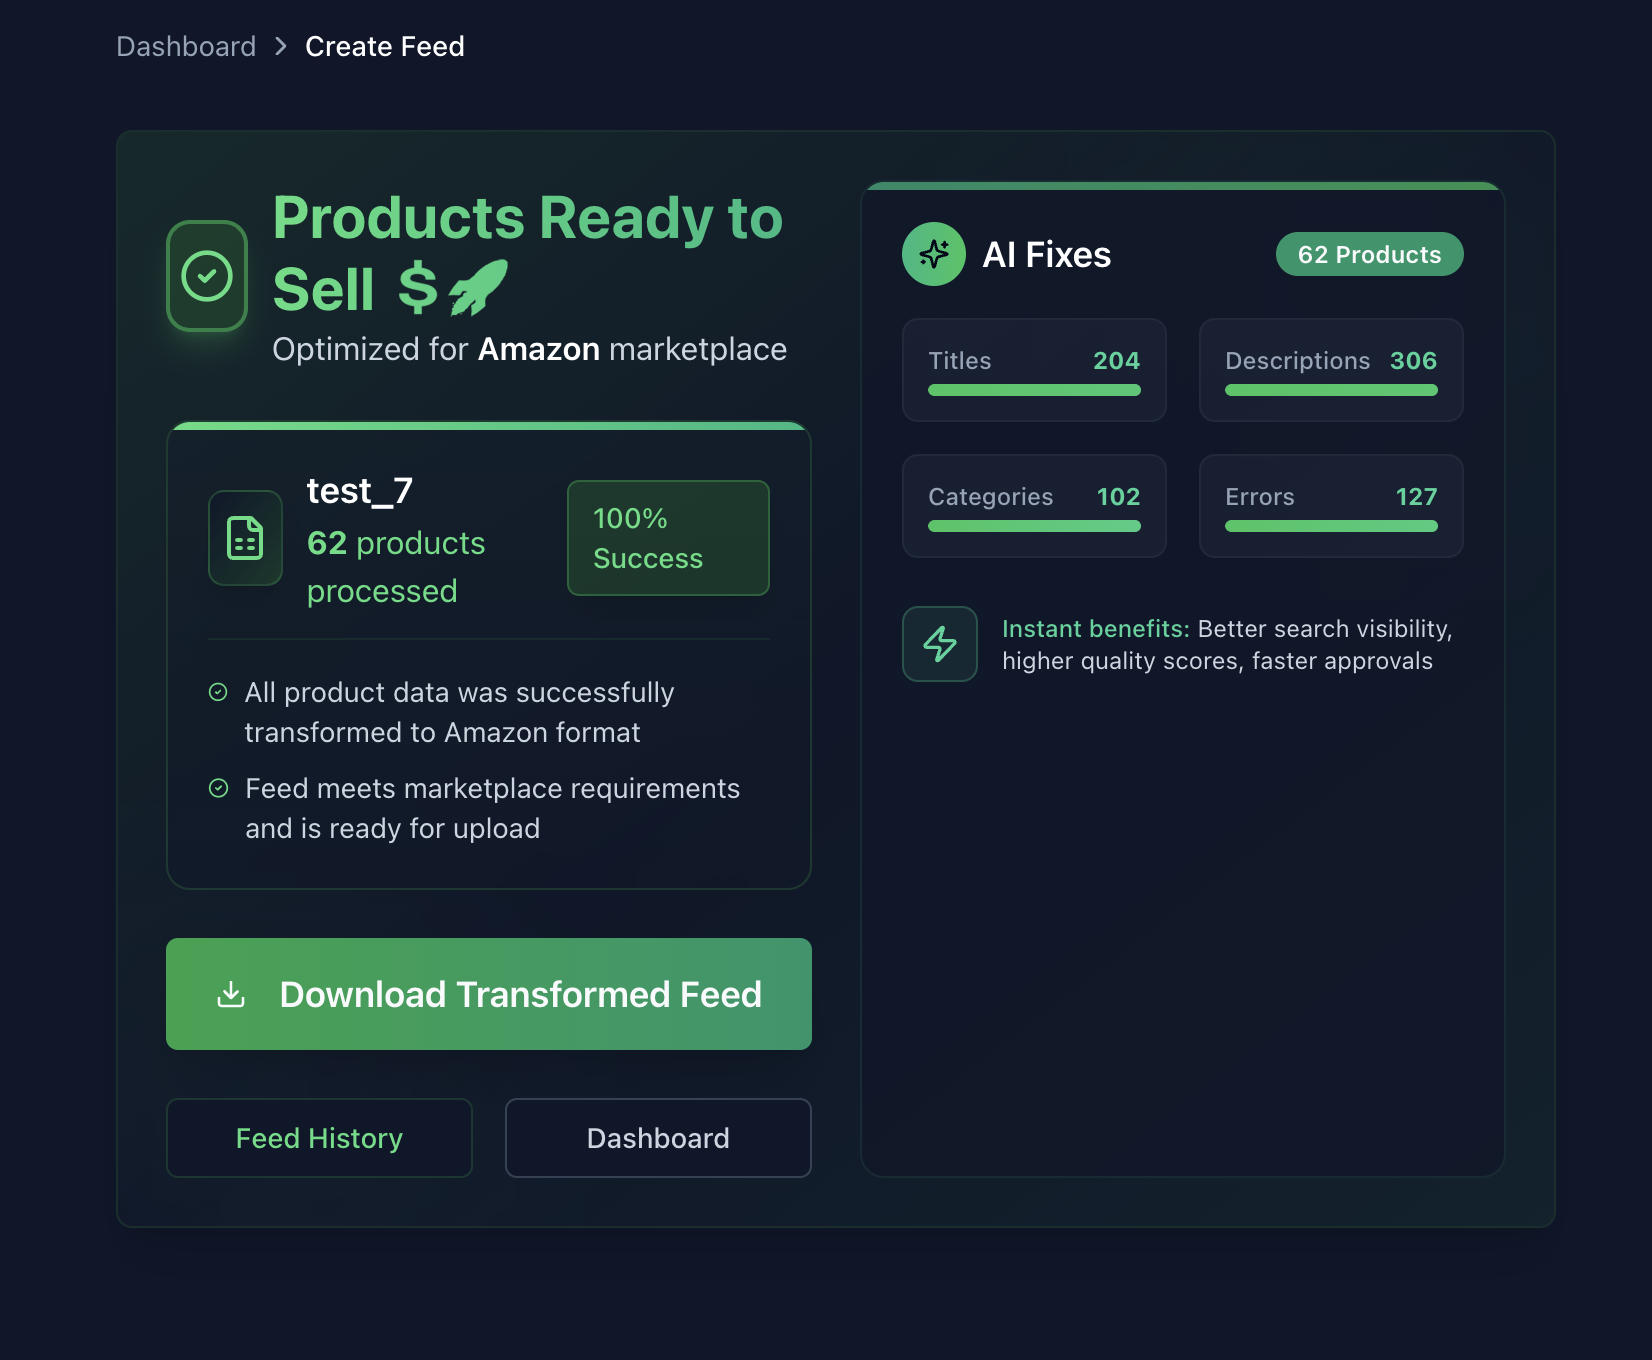 Dashboard > Create Feed
Products Ready to
Sell $🚀
Optimized for Amazon marketplace
test_7
62 products
processed
100%
Success
All product data was successfully
transformed to Amazon format
Feed meets marketplace requirements
and is ready for upload
Download Transformed Feed
Feed History
Dashboard
AI Fixes
62 Products
Titles 204
Descriptions 306
Categories 102
Errors 127
Instant benefits: Better search visibility,
higher quality scores, faster approvals